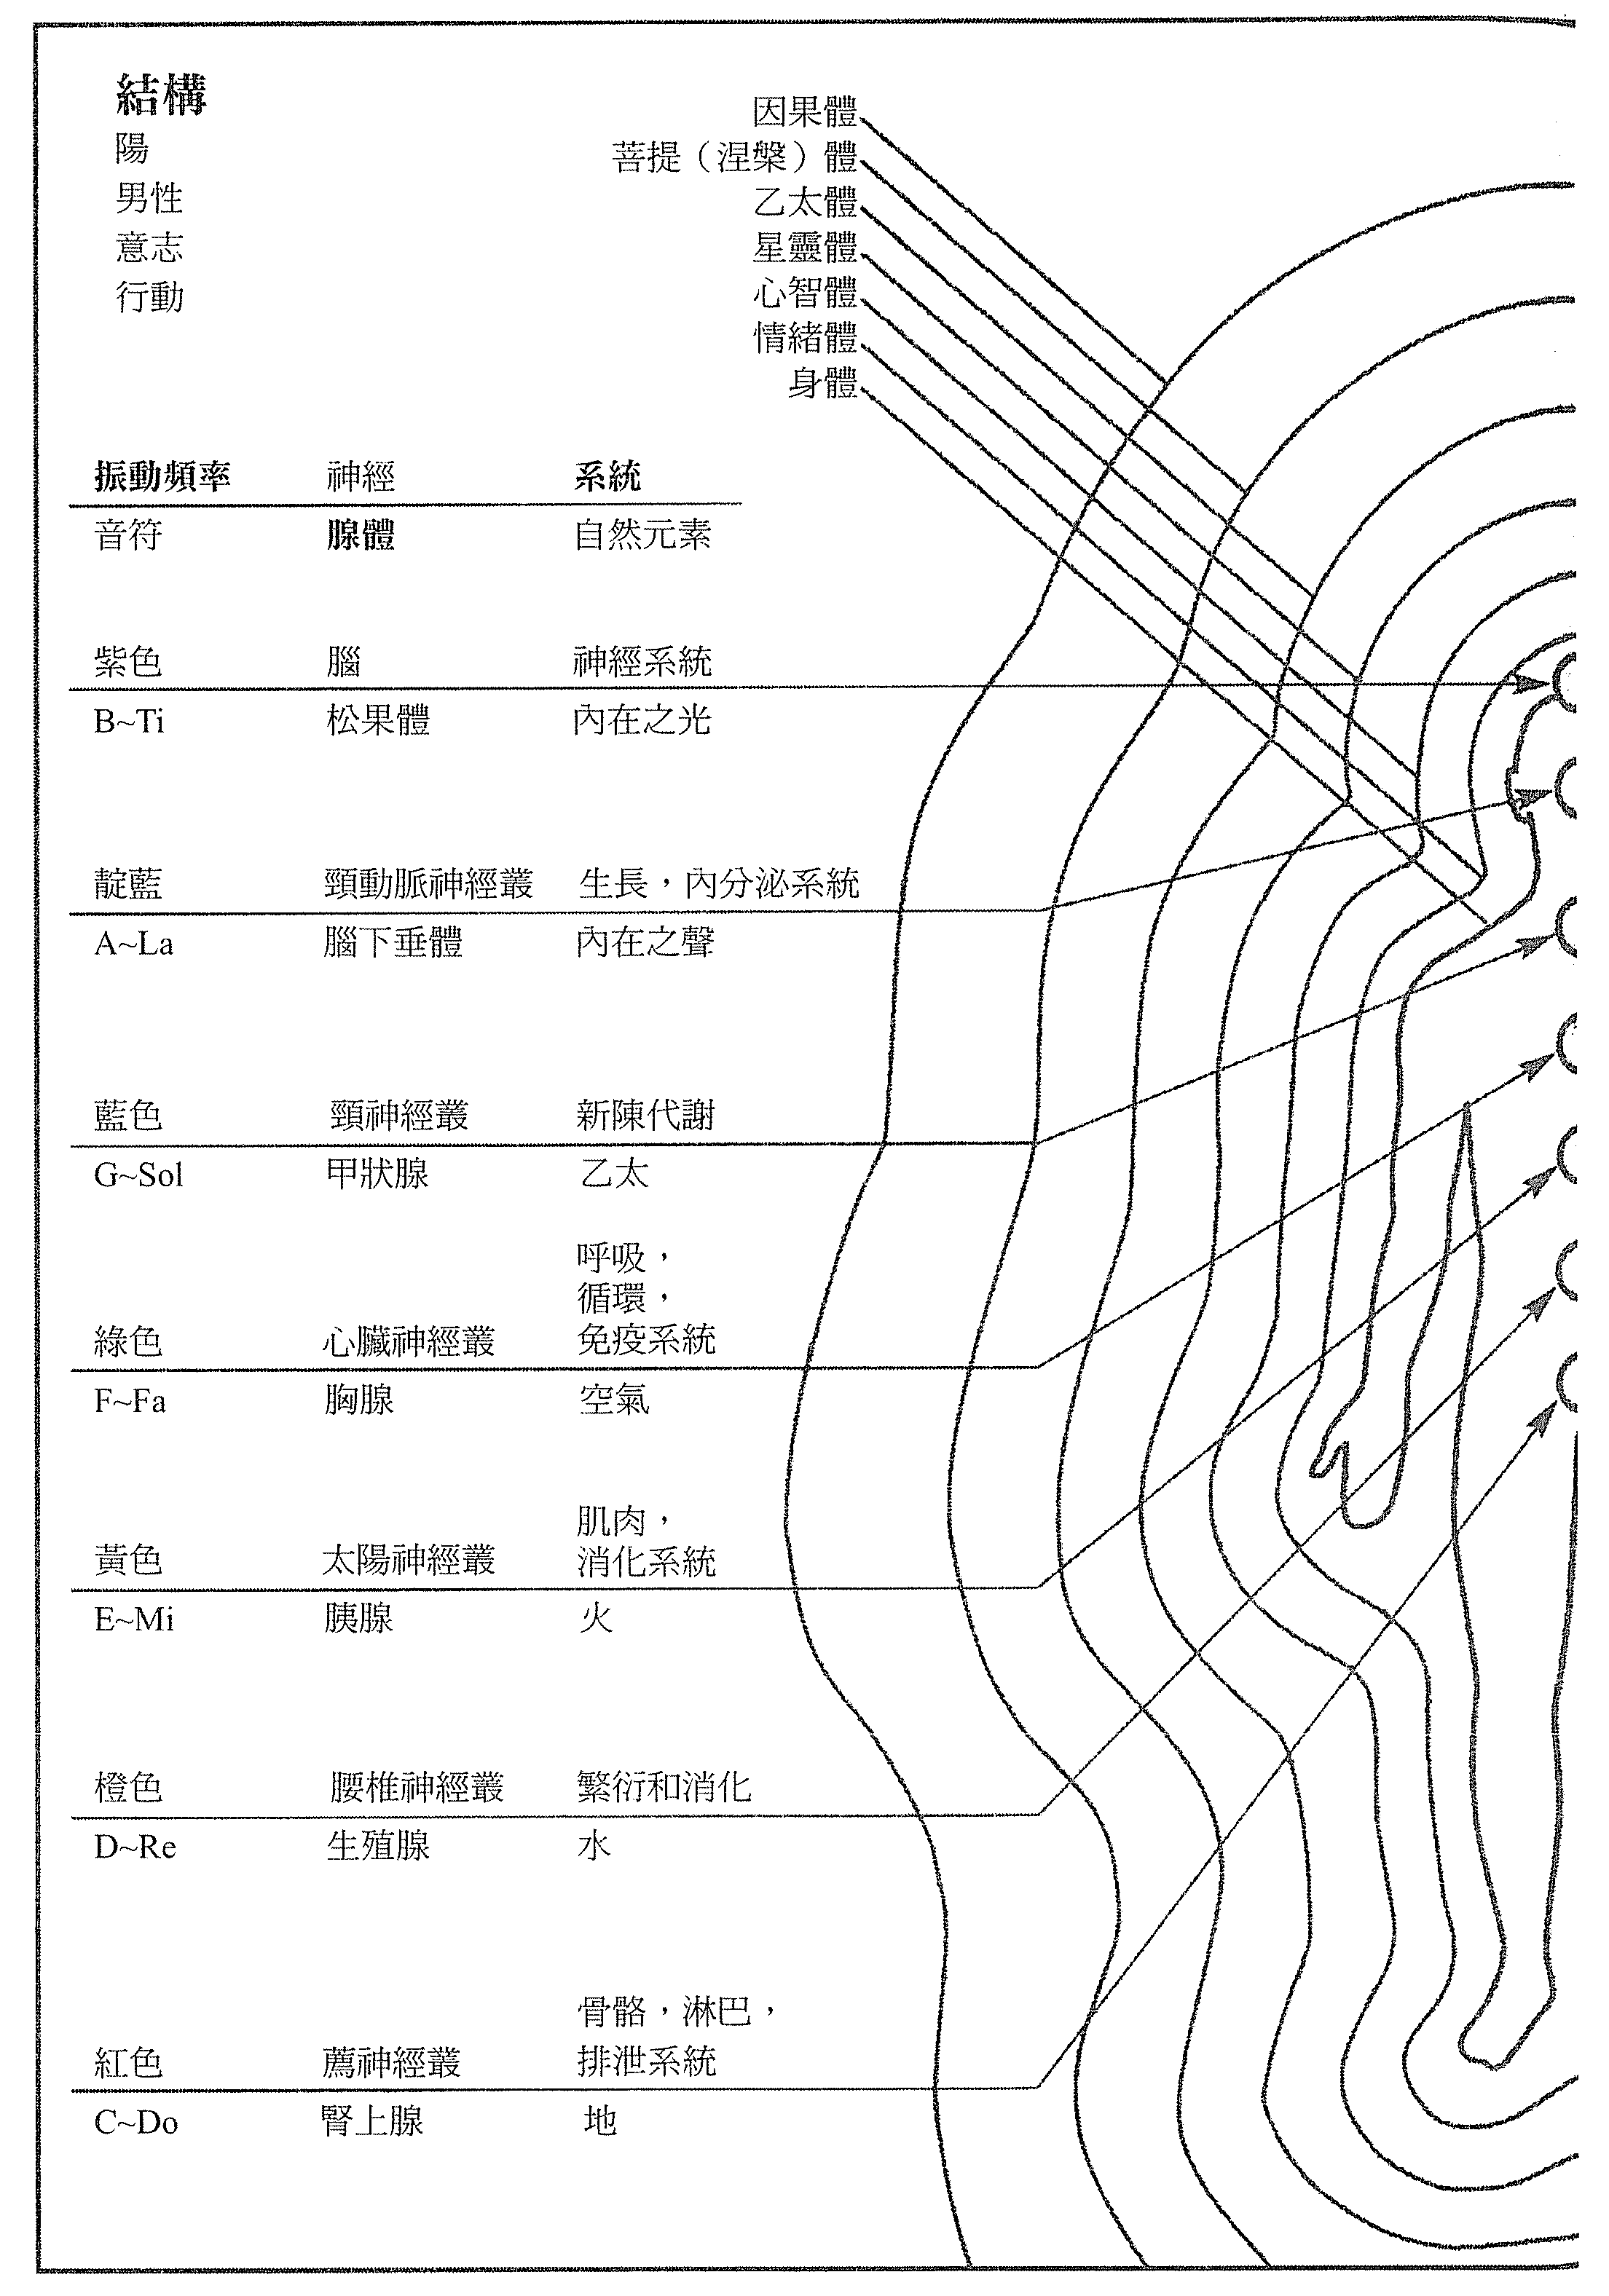 結構
陽
男性
意志
行動
因果體
菩提（涅槃）體
乙太體
星靈體
心智體
情緒體
身體
振動頻率 神經 系統
音符 腺體 自然元素
紫色 腦 神經系統
B~Ti 松果體 內在之光
靛藍 頸動脈神經叢 生長，內分泌系統
A~La 腦下垂體 內在之聲
藍色 頸神經叢 新陳代謝
G~Sol 甲狀腺 乙太
呼吸，
循環，
綠色 心臟神經叢 免疫系統
F~Fa 胸腺 空氣
肌肉，
黃色 太陽神經叢 消化系統
E~Mi 胰腺 火
橙色 腰椎神經叢 繁衍和消化
D~Re 生殖腺 水
骨骼，淋巴，
紅色 薦神經叢 排泄系統
C~Do 腎上腺 地